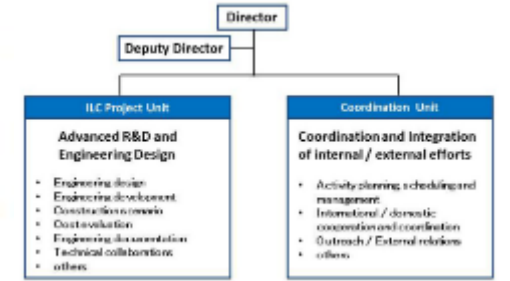 Director
Deputy Director
ILC Project Unit
Advanced R&D and
Engineering Design
• Engineering design
• Engineering development
• Construction scenario
• Cost evaluation
• Engineering documentation
• Technical collaborations
• others
Coordination Unit
Coordination and Integration
of internal / external efforts
• Activity planning, scheduling and
management
• International / domestic
cooperation and coordination
• Outreach / External relations
• others